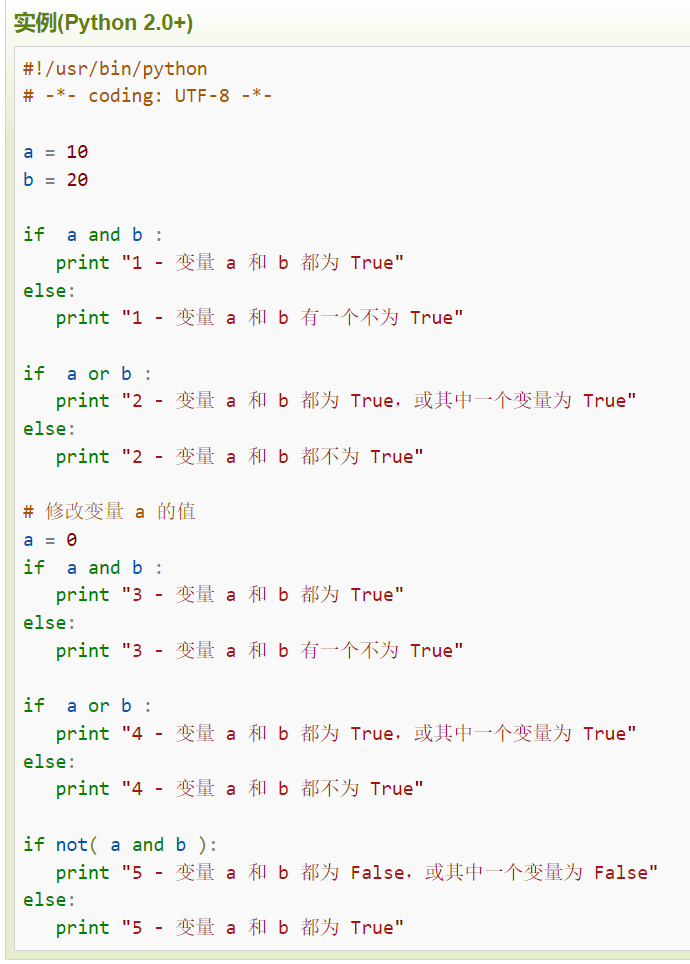 实例(Python 2.0+)
#!/usr/bin/python
# -*- coding: UTF-8 -*-
a = 10
b = 20
if  a and b :
   print "1 - 变量 a 和 b 都为 True"
else:
   print "1 - 变量 a 和 b 有一个不为 True"
if  a or b :
   print "2 - 变量 a 和 b 都为 True，或其中一个变量为 True"
else:
   print "2 - 变量 a 和 b 都不为 True"
# 修改变量 a 的值
a = 0
if  a and b :
   print "3 - 变量 a 和 b 都为 True"
else:
   print "3 - 变量 a 和 b 有一个不为 True"
if  a or b :
   print "4 - 变量 a 和 b 都为 True，或其中一个变量为 True"
else:
   print "4 - 变量 a 和 b 都不为 True"
if not( a and b ):
   print "5 - 变量 a 和 b 都为 False，或其中一个变量为 False"
else:
   print "5 - 变量 a 和 b 都为 True"